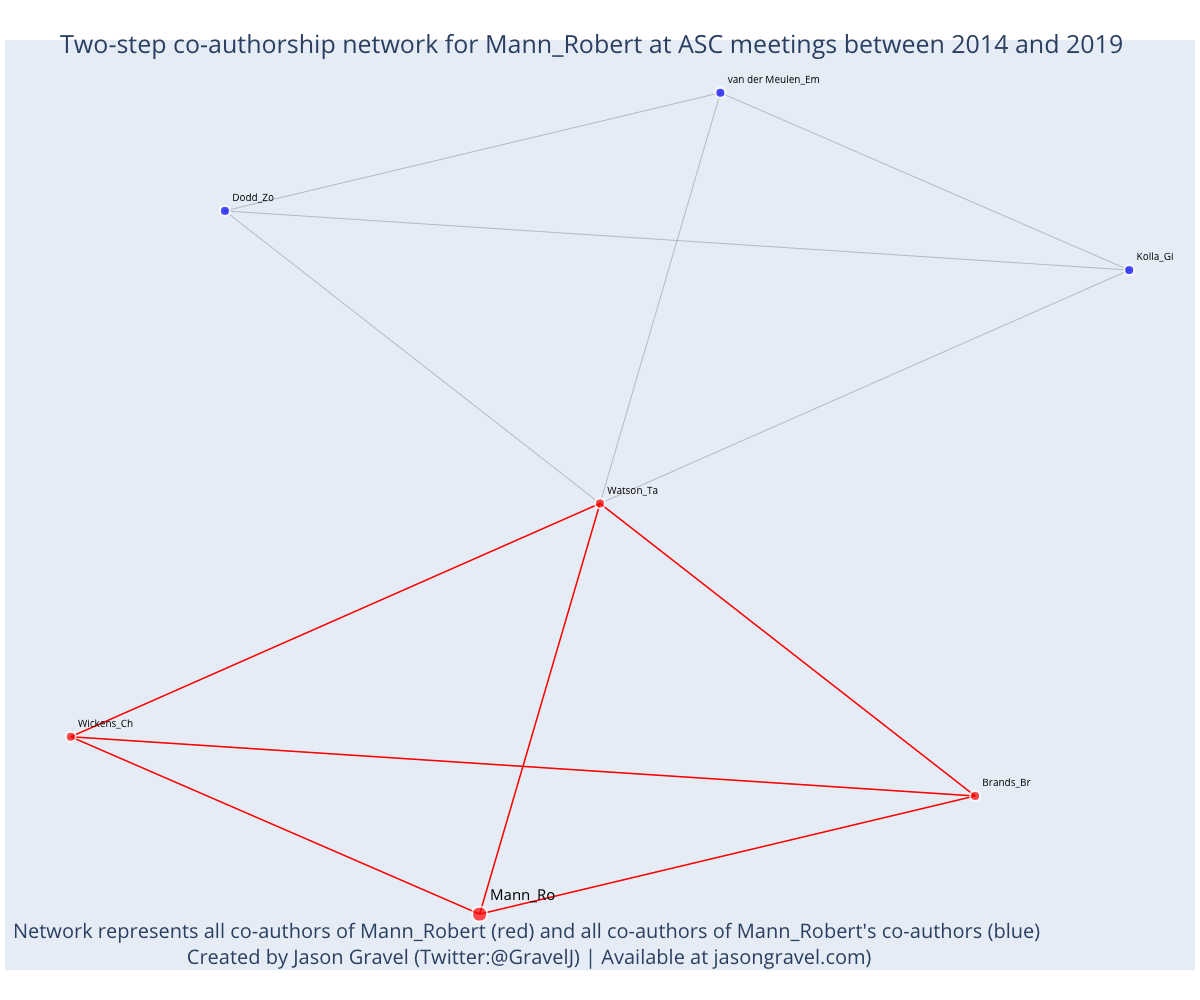 Two-step co-authorship network for Mann_Robert at ASC meetings between 2014 and 2019
van der Meulen_Em
Dodd_Zo
Kolla_Gi
Watson_Ta
Wickens_Ch
Brands_Br
Mann_Ro
Network represents all co-authors of Mann_Robert (red) and all co-authors of Mann_Robert's co-authors (blue)
Created by Jason Gravel (Twitter:@GravelJ) | Available at jasongravel.com)